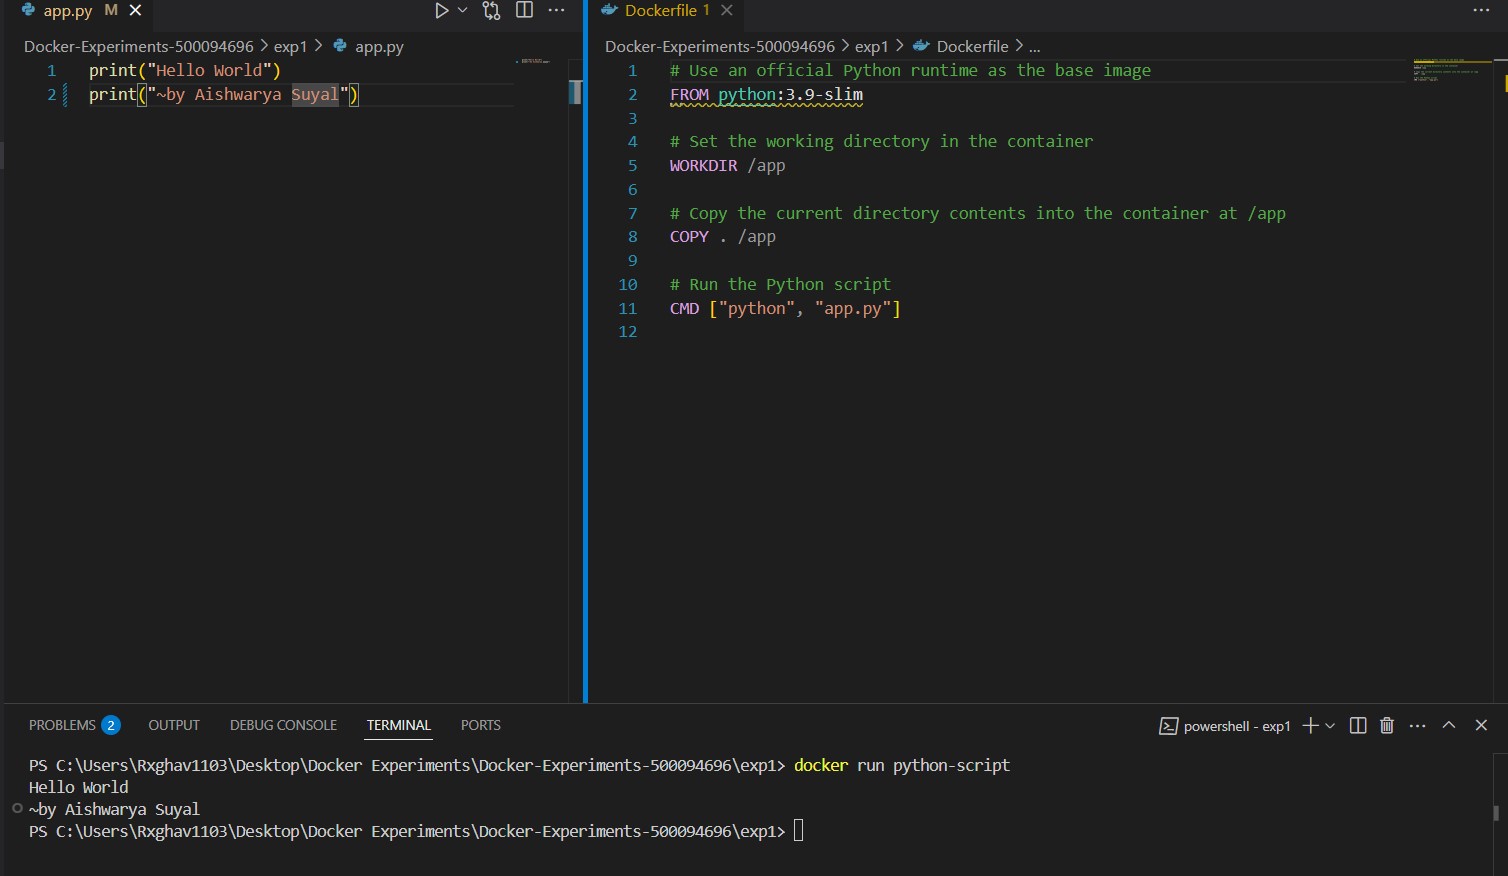 app.py M
Docker-Experiments-500094696 > exp1 > app.py
1 print("Hello World")
2 print("~by Aishwarya Suyal")
Dockerfile 1
Docker-Experiments-500094696 > exp1 > Dockerfile > ...
1 # Use an official Python runtime as the base image
2 FROM python:3.9-slim
3
4 # Set the working directory in the container
5 WORKDIR /app
6
7 # Copy the current directory contents into the container at /app
8 COPY . /app
9
10 # Run the Python script
11 CMD ["python", "app.py"]
12
PROBLEMS 2 OUTPUT DEBUG CONSOLE TERMINAL PORTS
powershell - exp1
PS C:\Users\Rxghav1103\Desktop\Docker Experiments\Docker-Experiments-500094696\exp1> docker run python-script
Hello World
~by Aishwarya Suyal
PS C:\Users\Rxghav1103\Desktop\Docker Experiments\Docker-Experiments-500094696\exp1>